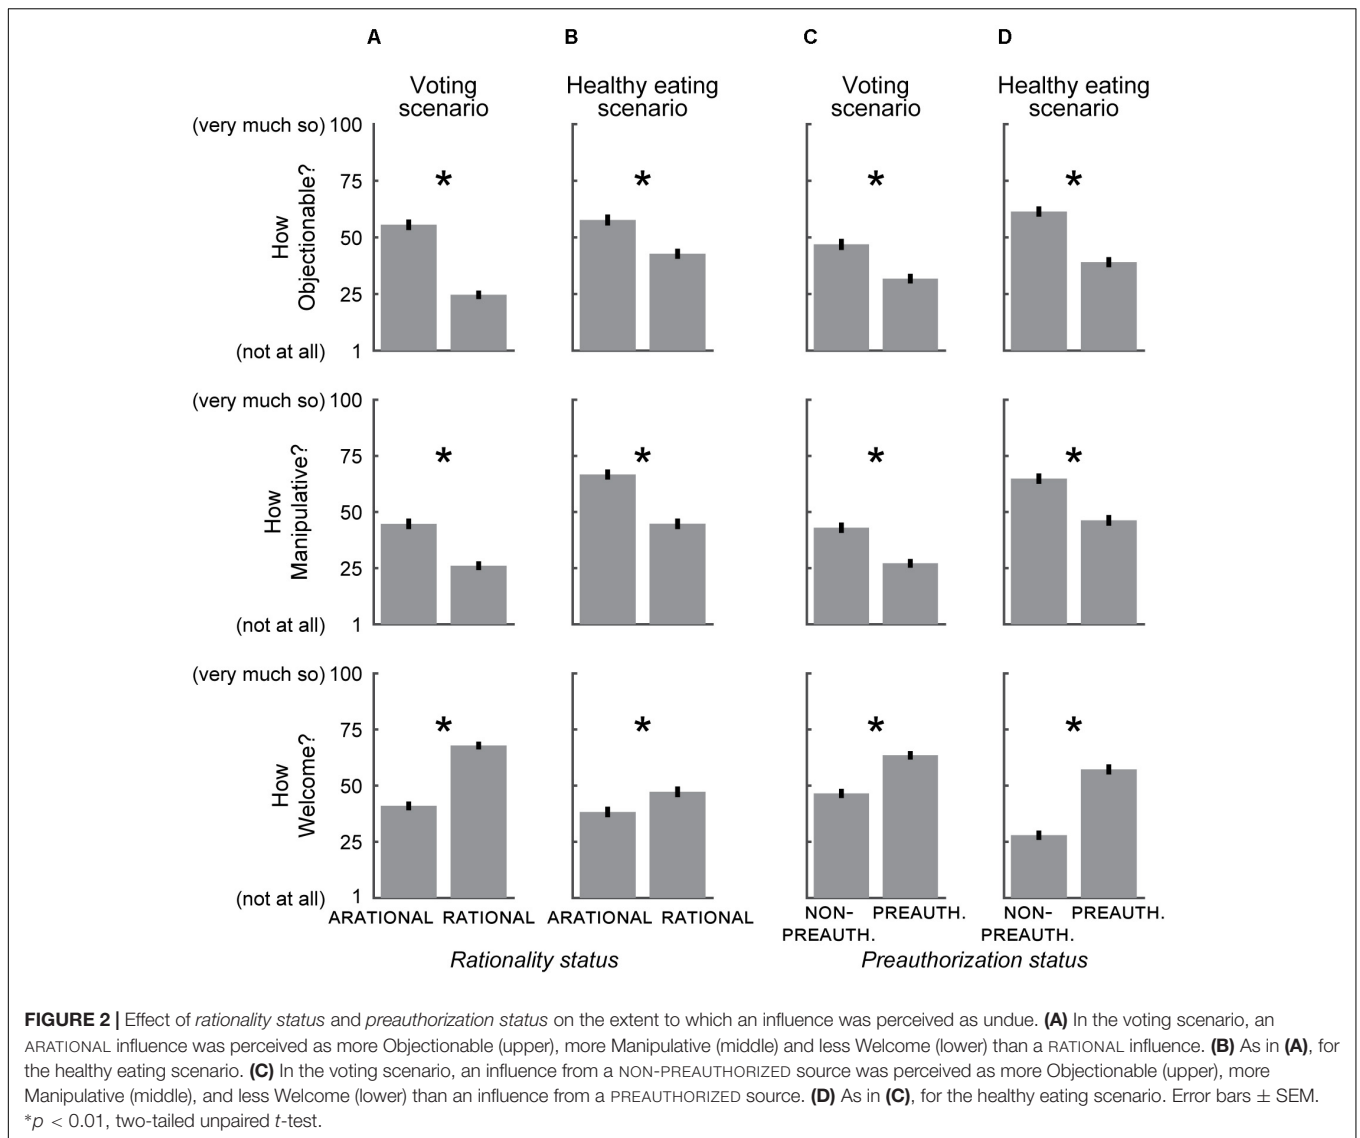 A B C D
Voting scenario
Healthy eating scenario
Voting scenario
Healthy eating scenario
(very much so) 100
75
50
25
(not at all) 1
How Objectionable?
*
*
*
*
(very much so) 100
75
50
25
(not at all) 1
How Manipulative?
*
*
*
*
(very much so) 100
75
50
25
(not at all) 1
How Welcome?
*
*
*
*
ARATIONAL RATIONAL ARATIONAL RATIONAL NON-PREAUTH. PREAUTH. NON-PREAUTH. PREAUTH.
Rationality status Preauthorization status
FIGURE 2 | Effect of rationality status and preauthorization status on the extent to which an influence was perceived as undue. (A) In the voting scenario, an
ARATIONAL influence was perceived as more Objectionable (upper), more Manipulative (middle) and less Welcome (lower) than a RATIONAL influence. (B) As in (A), for
the healthy eating scenario. (C) In the voting scenario, an influence from a NON-PREAUTHORIZED source was perceived as more Objectionable (upper), more
Manipulative (middle), and less Welcome (lower) than an influence from a PREAUTHORIZED source. (D) As in (C), for the healthy eating scenario. Error bars ± SEM.
*p < 0.01, two-tailed unpaired t-test.